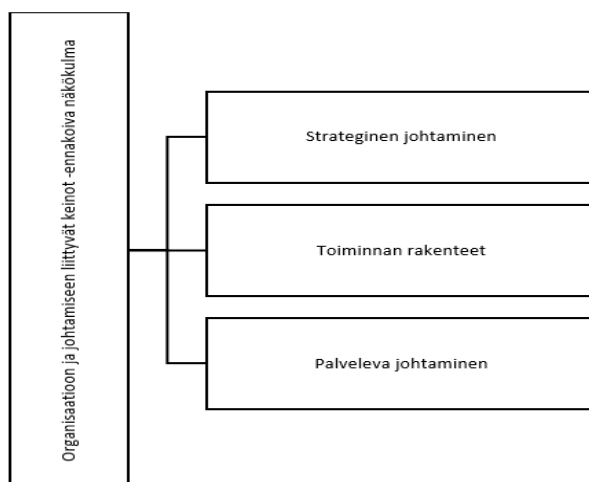 Organisaatioon ja johtamiseen liittyvät keinot -ennakoiva näkökulma
Strateginen johtaminen
Toiminnan rakenteet
Palveleva johtaminen